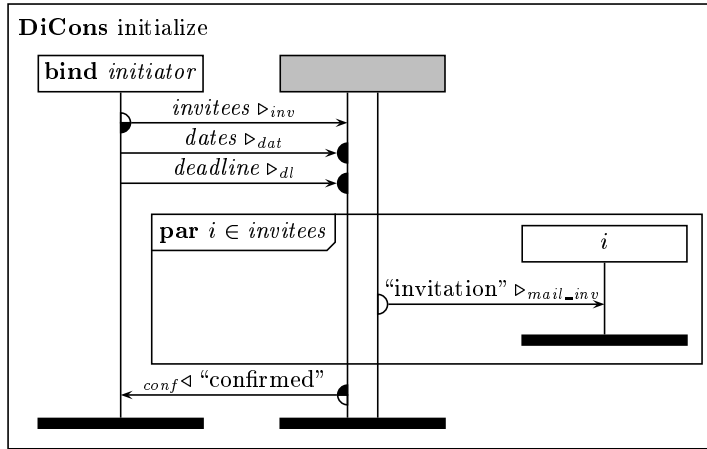 DiCons initialize
bind initiator
invitees ▷inv
dates ▷dat
deadline ▷dl
par i ∈ invitees
i
“invitation” ▷mail_inv
conf◁ “confirmed”